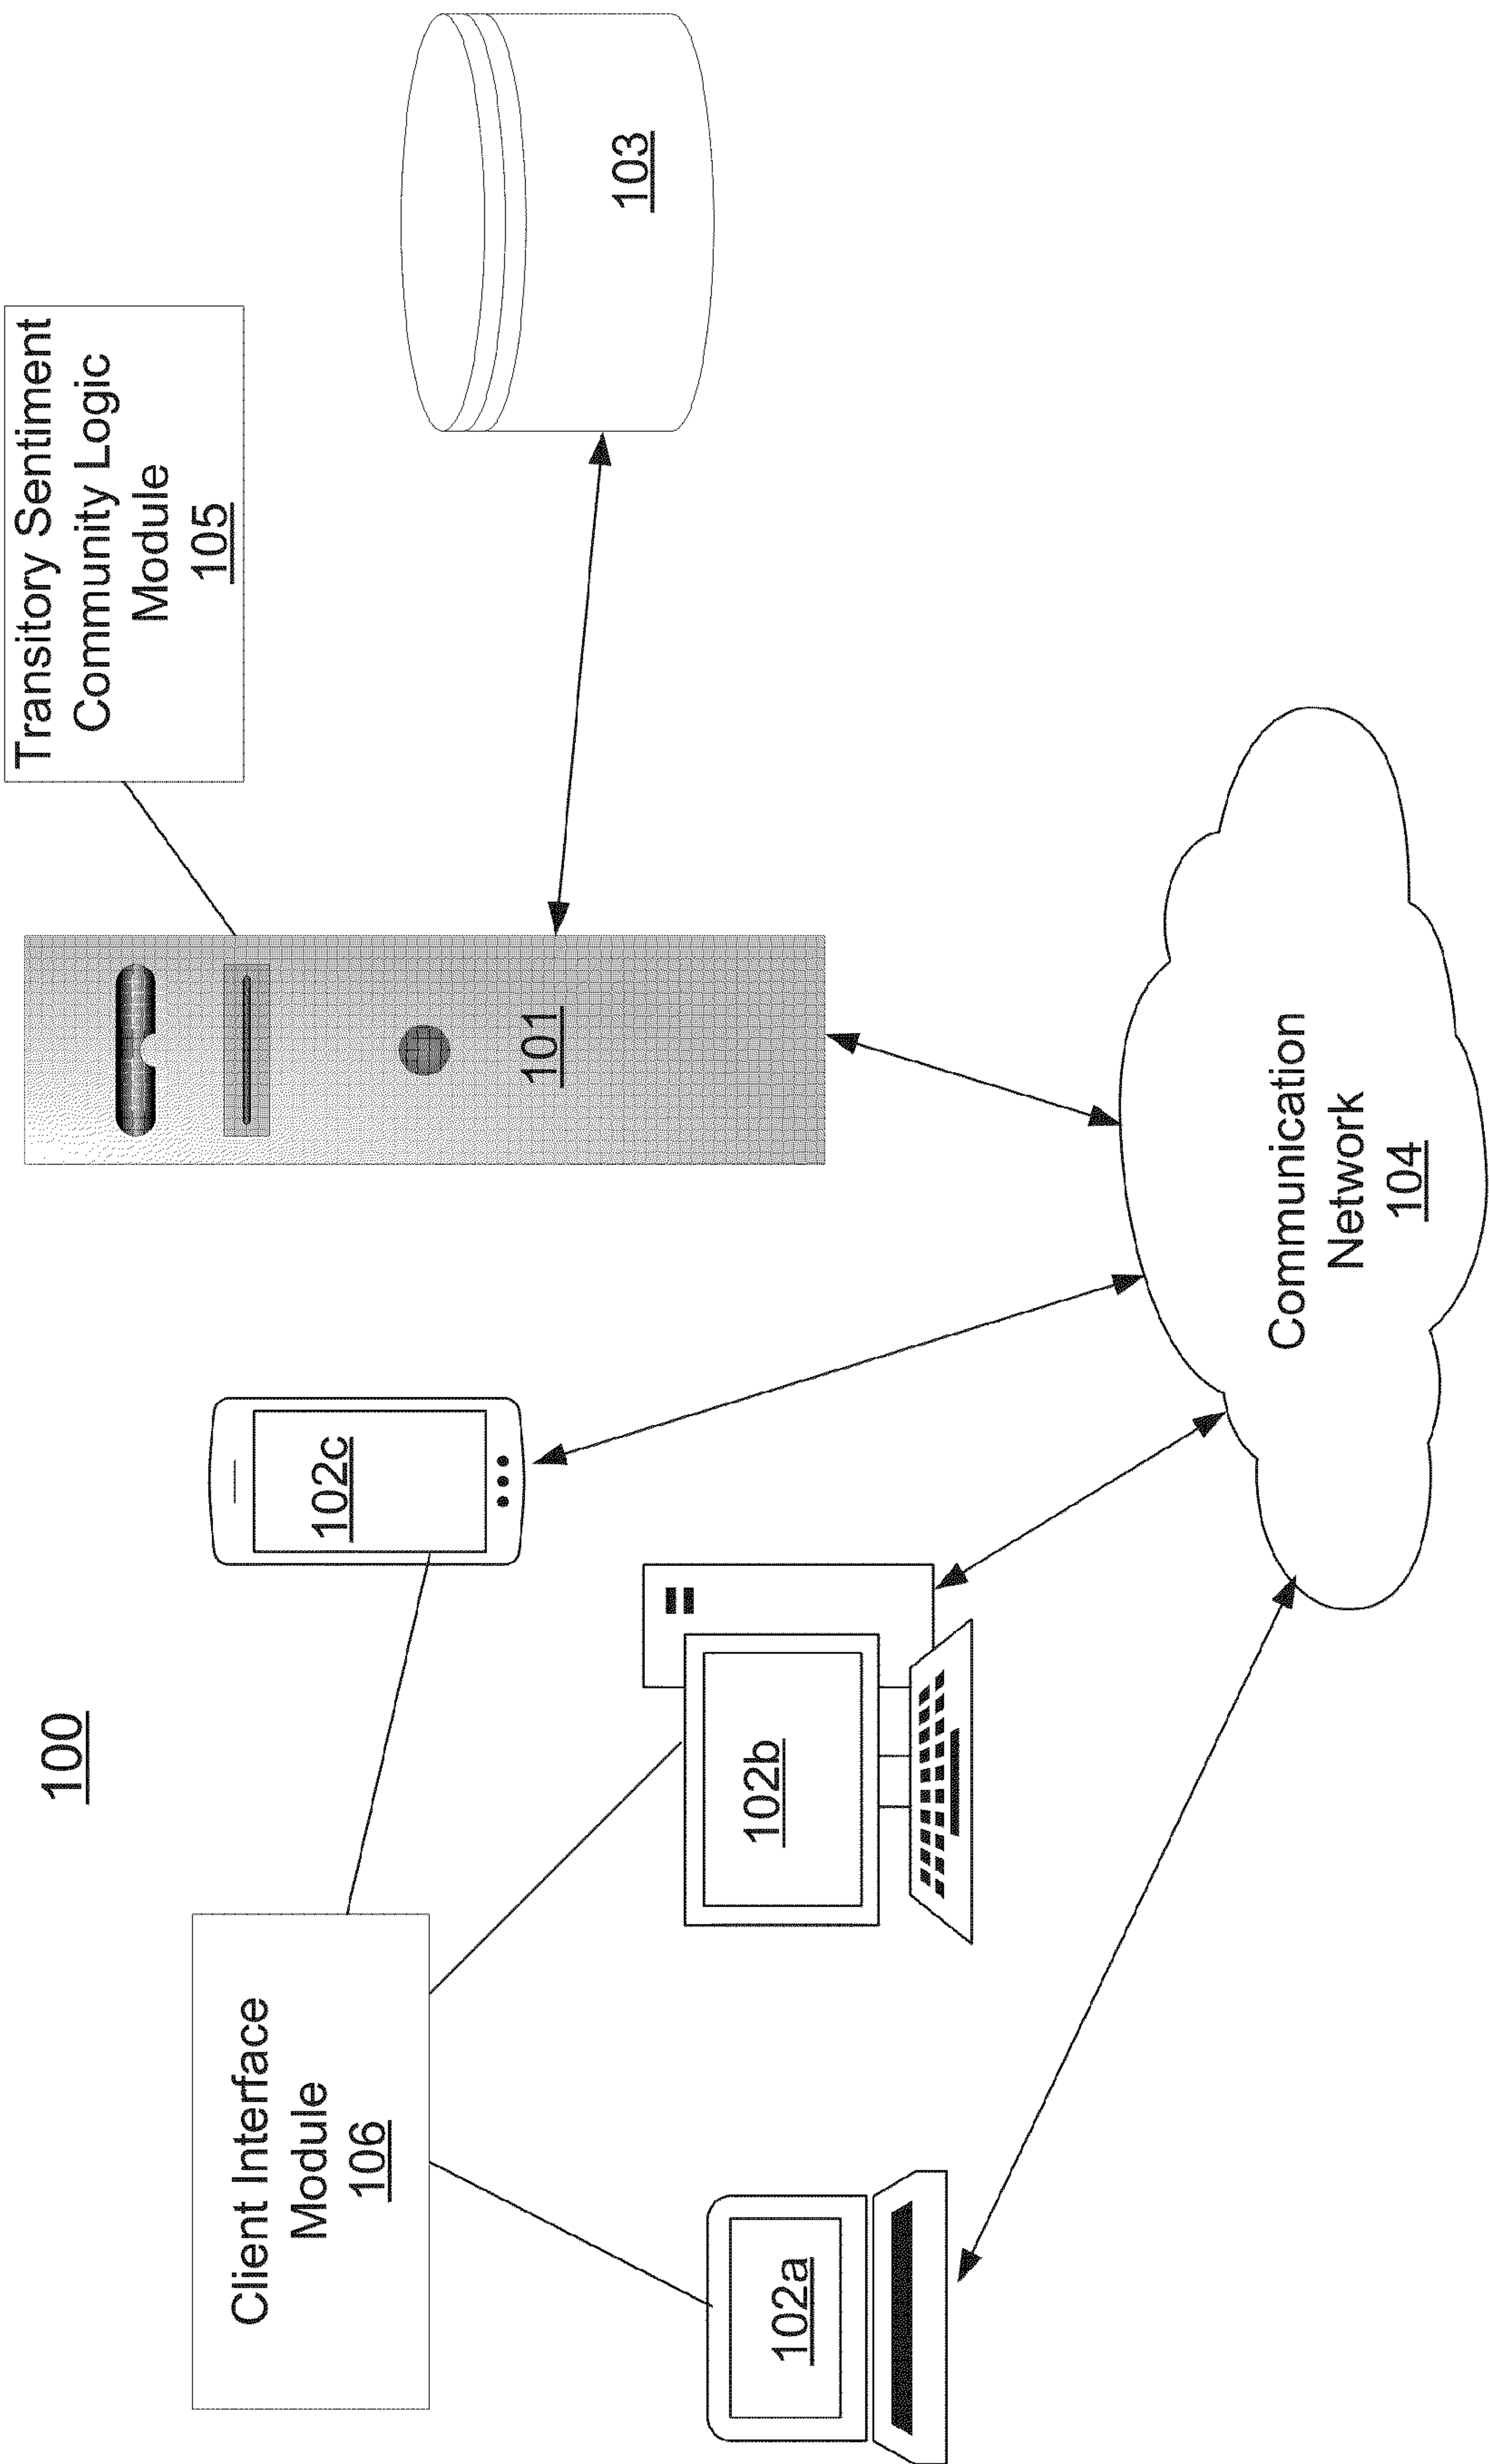 100
Client Interface
Module
106
102a
102b
102c
101
Transitory Sentiment
Community Logic
Module
105
103
Communication
Network
104